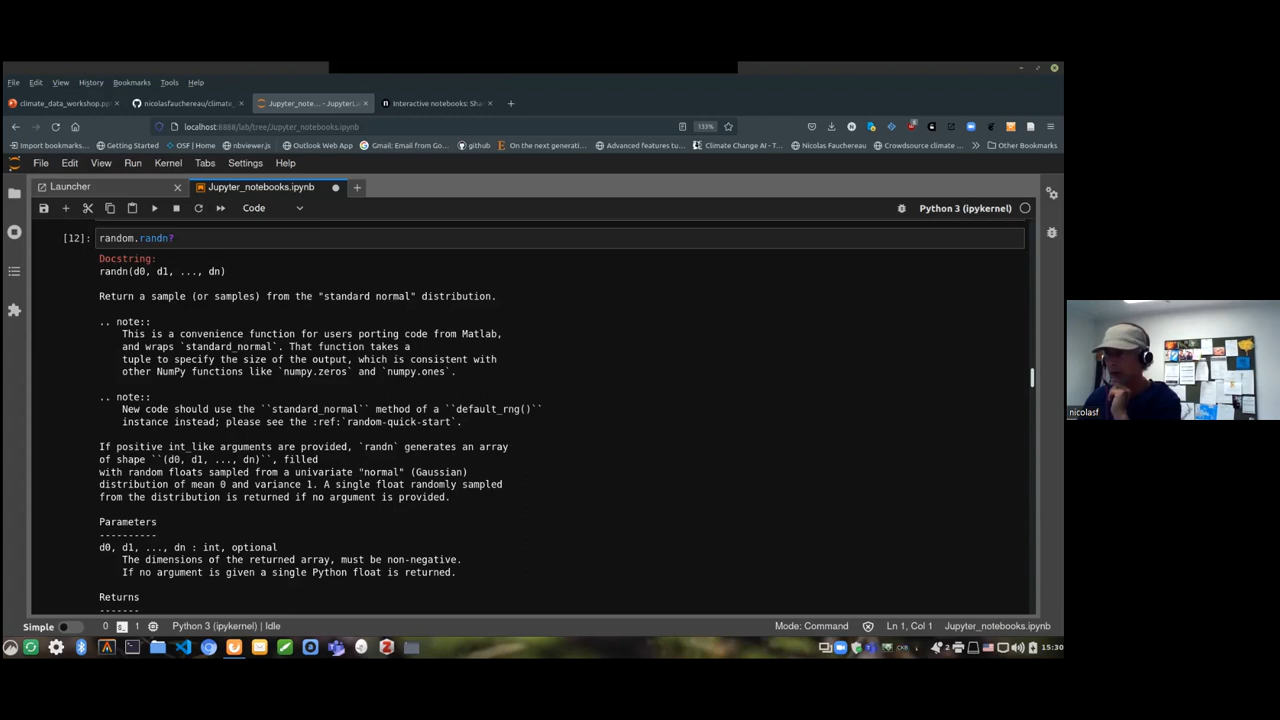 File Edit View History Bookmarks Tools Help
climate_data_workshop.pp nicolasfauchereau/climate_ Jupyter_note... - JupyterLa Interactive notebooks: Sha
localhost:8888/lab/tree/Jupyter_notebooks.ipynb 133%
Import bookmarks... Getting Started OSF | Home nbviewer.js Outlook Web App Gmail: Email from Go... github On the next generati... Advanced features tu... Climate Change AI - T... Nicolas Fauchereau Crowdsource climate ... Other Bookmarks
File Edit View Run Kernel Tabs Settings Help
Launcher Jupyter_notebooks.ipynb
Code Python 3 (ipykernel)
[12]: random.randn?
Docstring:
randn(d0, d1, ..., dn)
Return a sample (or samples) from the "standard normal" distribution.
.. note::
This is a convenience function for users porting code from Matlab,
and wraps `standard_normal`. That function takes a
tuple to specify the size of the output, which is consistent with
other NumPy functions like `numpy.zeros` and `numpy.ones`.
.. note::
New code should use the ``standard_normal`` method of a ``default_rng()``
instance instead; please see the :ref:`random-quick-start`.
If positive int_like arguments are provided, `randn` generates an array
of shape ``(d0, d1, ..., dn)``, filled
with random floats sampled from a univariate "normal" (Gaussian)
distribution of mean 0 and variance 1. A single float randomly sampled
from the distribution is returned if no argument is provided.
Parameters
----------
d0, d1, ..., dn : int, optional
The dimensions of the returned array, must be non-negative.
If no argument is given a single Python float is returned.
Returns
-------
nicolasf
Simple 0 1 Python 3 (ipykernel) | Idle Mode: Command Ln 1, Col 1 Jupyter_notebooks.ipynb
2 15:30